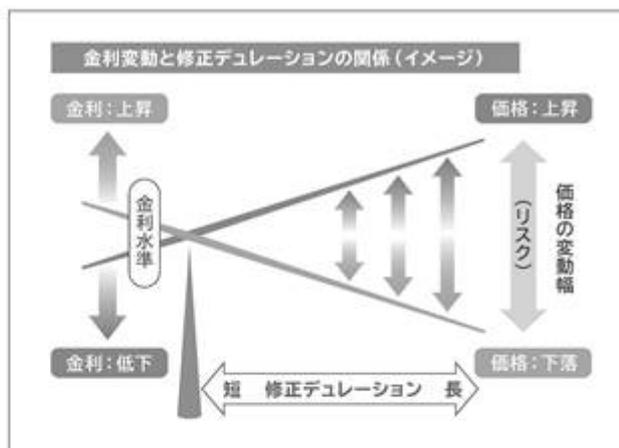 金利変動と修正デュレーションの関係（イメージ）
金利：上昇
価格：上昇
金利水準
（リスク）
価格の変動幅
金利：低下
価格：下落
短 修正デュレーション 長